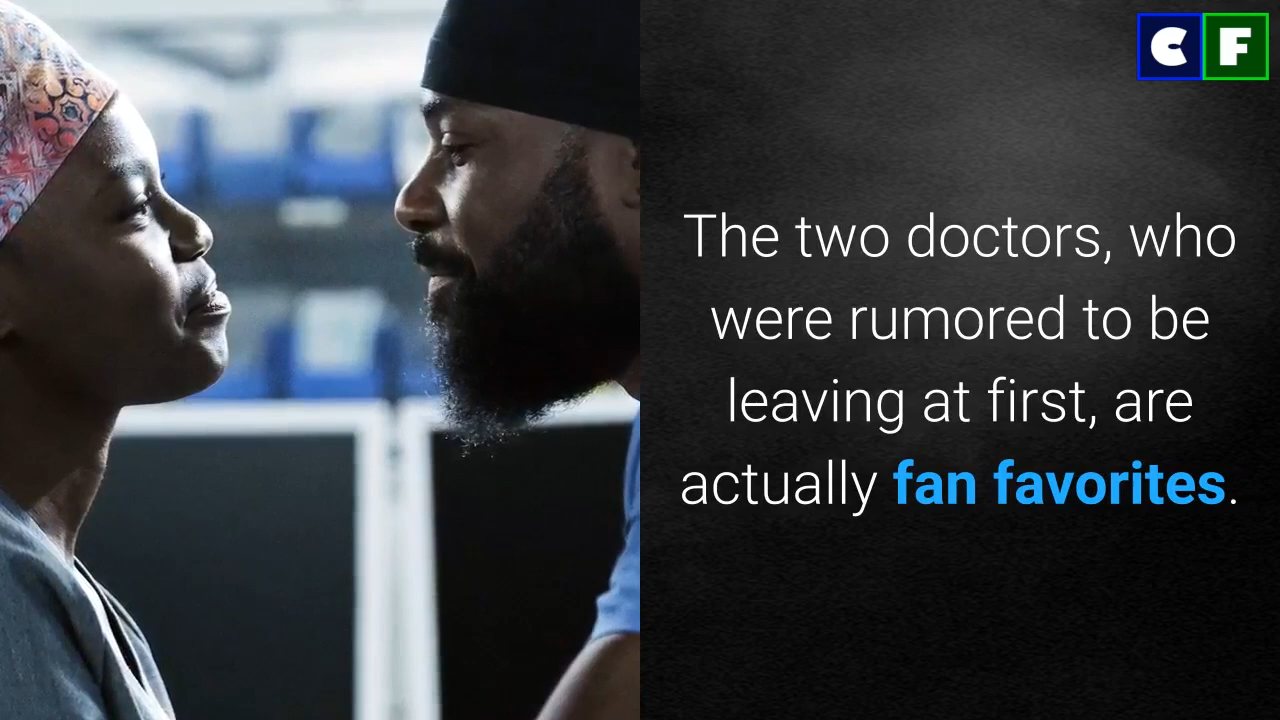 CF
The two doctors, who
were rumored to be
leaving at first, are
actually fan favorites.